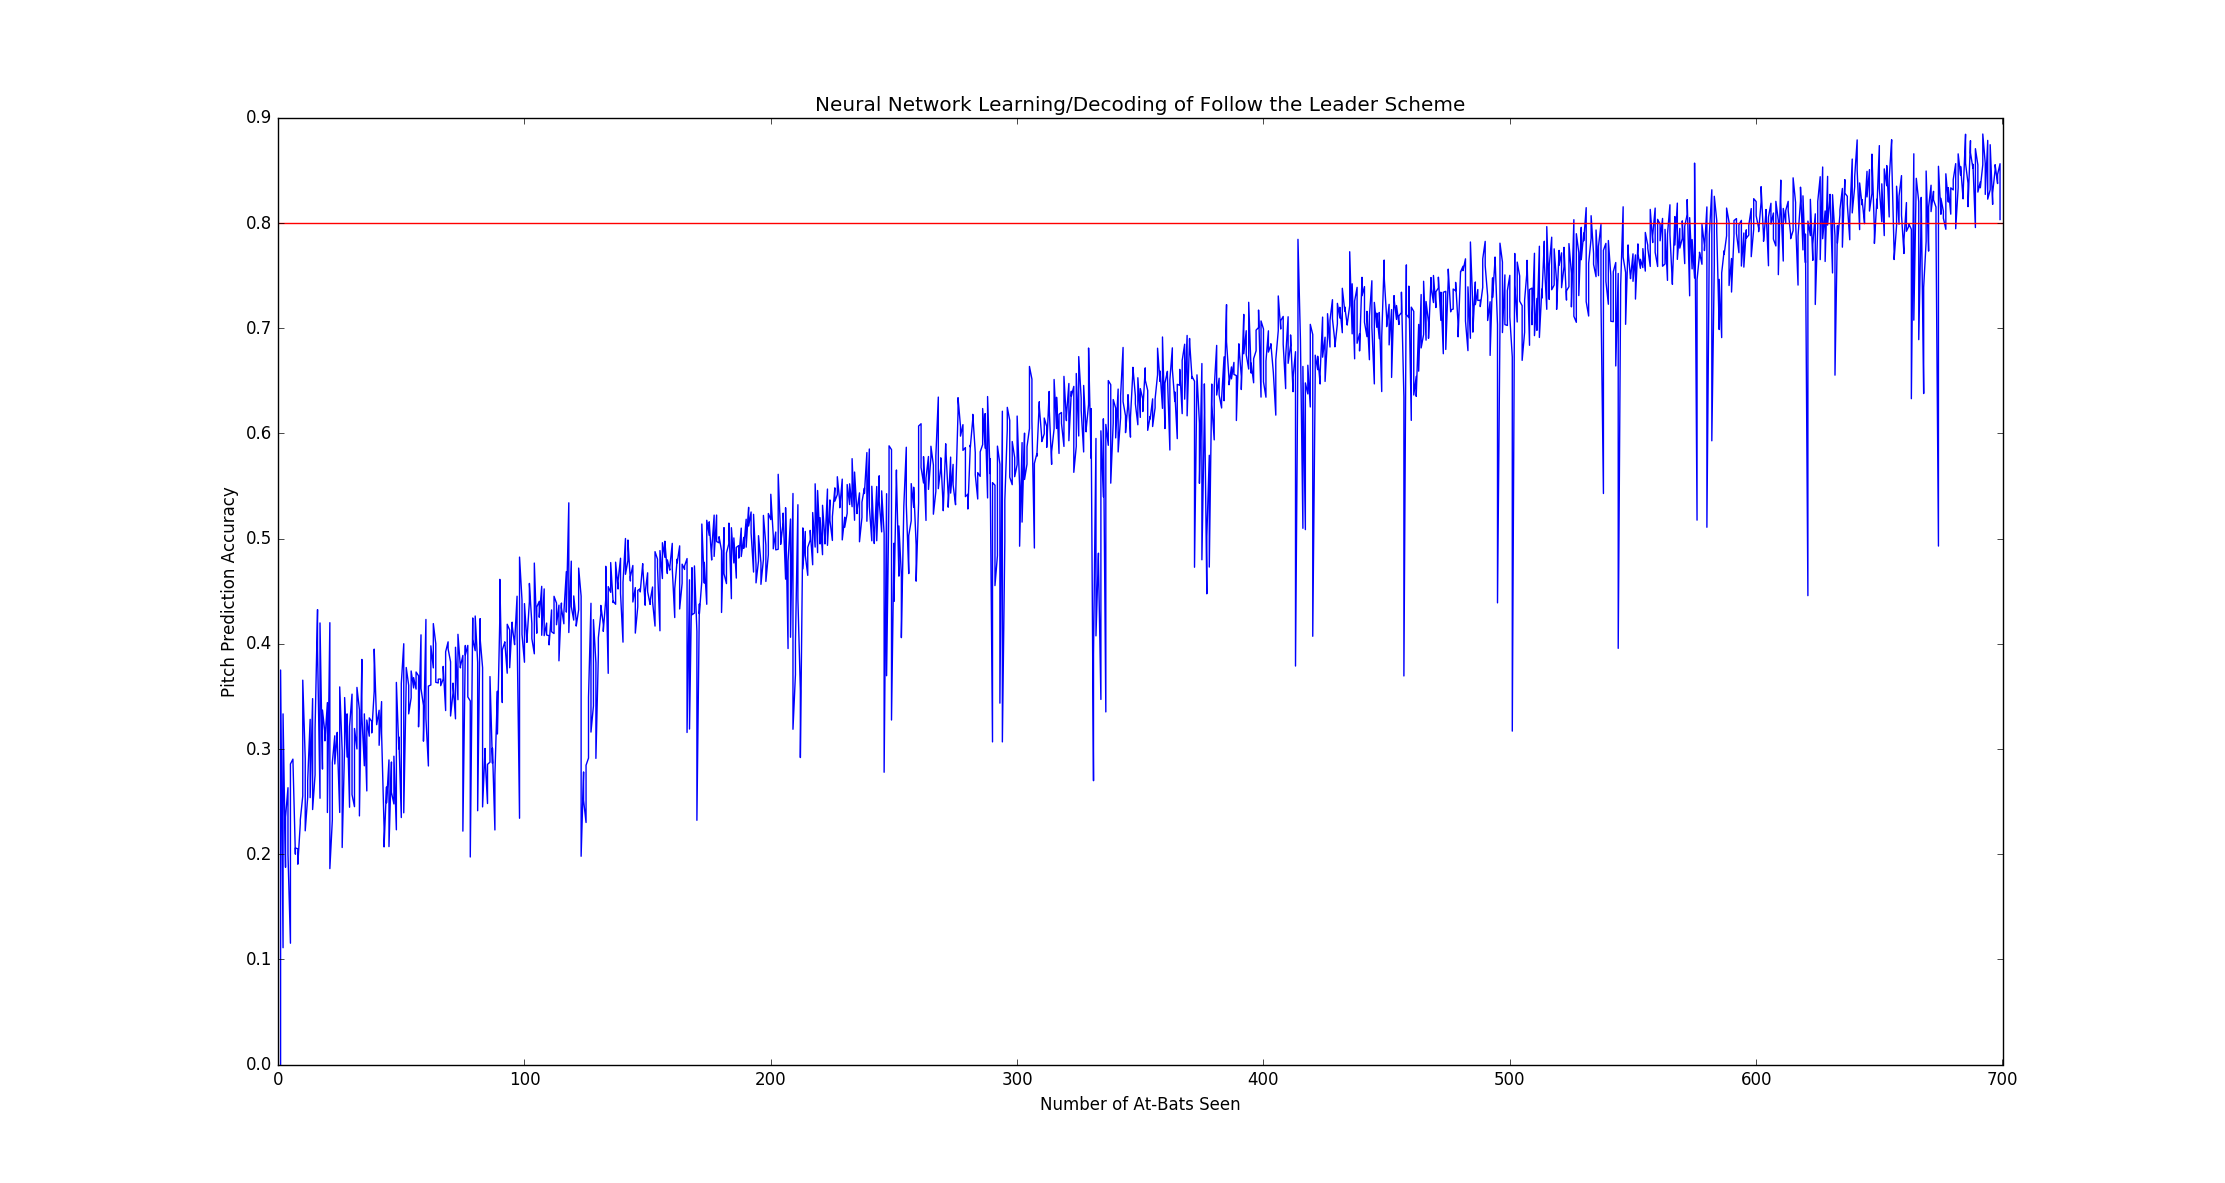 Neural Network Learning/Decoding of Follow the Leader Scheme
0.9
0.8
0.7
0.6
0.5
0.4
0.3
0.2
0.1
0.0
Pitch Prediction Accuracy
0 100 200 300 400 500 600 700
Number of At-Bats Seen